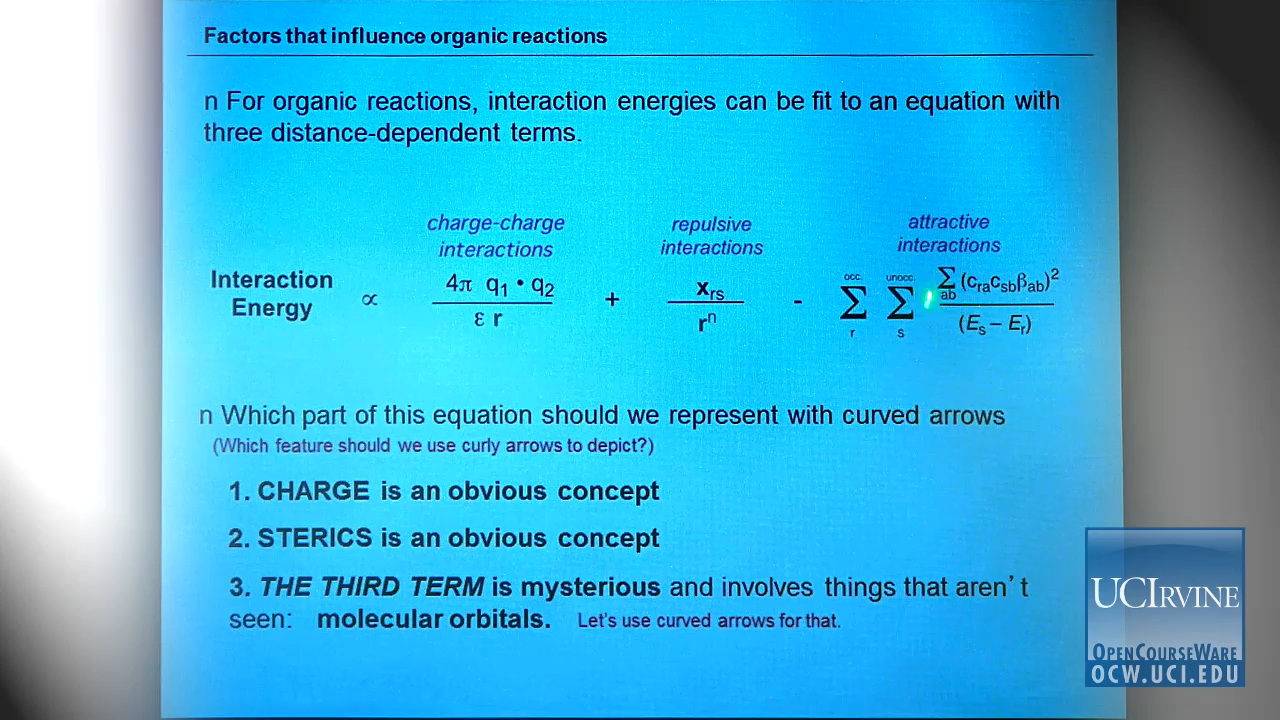 Factors that influence organic reactions
n For organic reactions, interaction energies can be fit to an equation with
three distance-dependent terms.
charge-charge
interactions
repulsive
interactions
attractive
interactions
Interaction
Energy
∝ 4π q₁ • q₂ / ε r + xᵣₛ / rⁿ - occ. Σ r unocc. Σ s Σ ab (cᵣₐcₛbβₐb)² / (Eₛ – Eᵣ)
n Which part of this equation should we represent with curved arrows
(Which feature should we use curly arrows to depict?)
1. CHARGE is an obvious concept
2. STERICS is an obvious concept
3. THE THIRD TERM is mysterious and involves things that aren't
seen: molecular orbitals. Let's use curved arrows for that.
UCIRVINE
OPENCOURSEWARE
OCW.UCI.EDU